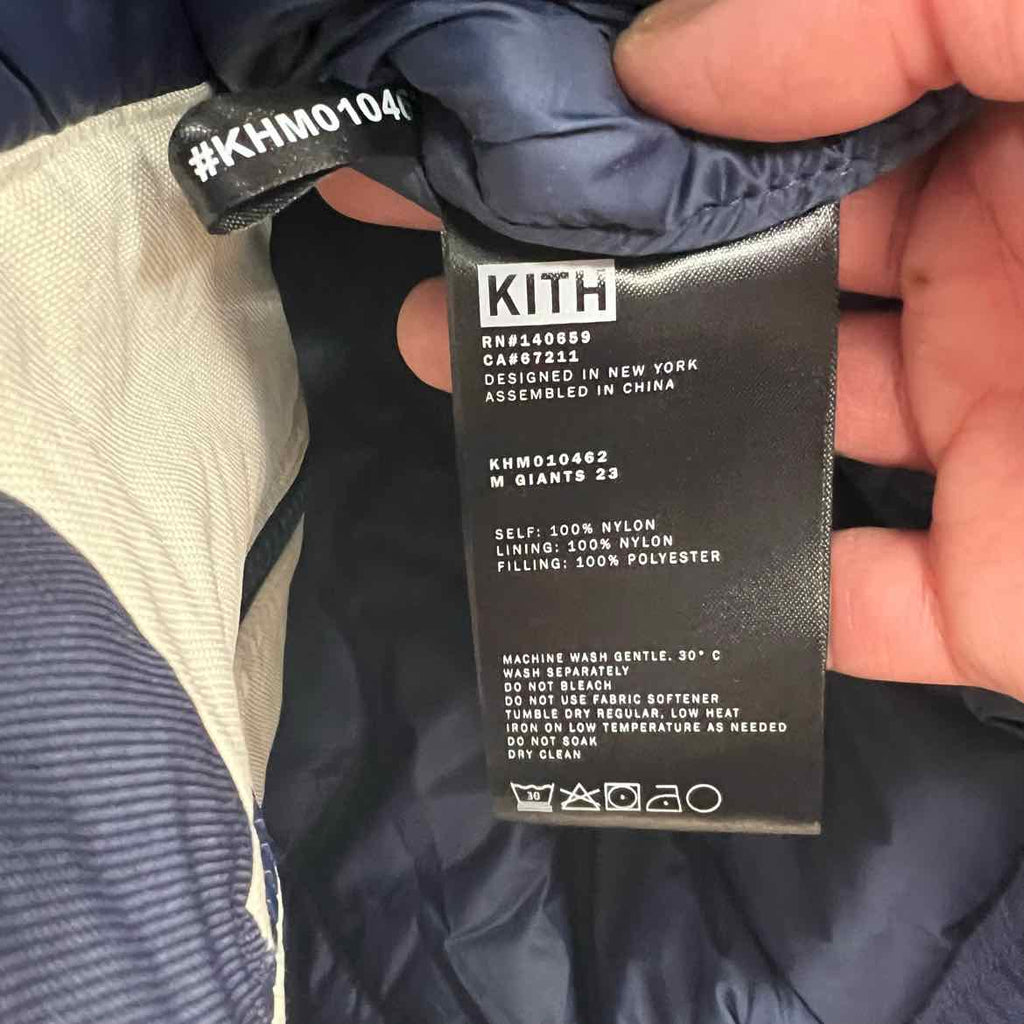 #KHM01046
KITH
RN#140659
CA#67211
DESIGNED IN NEW YORK
ASSEMBLED IN CHINA
KHM010462
M GIANTS 23
SELF: 100% NYLON
LINING: 100% NYLON
FILLING: 100% POLYESTER
MACHINE WASH GENTLE. 30° C
WASH SEPARATELY
DO NOT BLEACH
DO NOT USE FABRIC SOFTENER
TUMBLE DRY REGULAR, LOW HEAT
IRON ON LOW TEMPERATURE AS NEEDED
DO NOT SOAK
DRY CLEAN
30